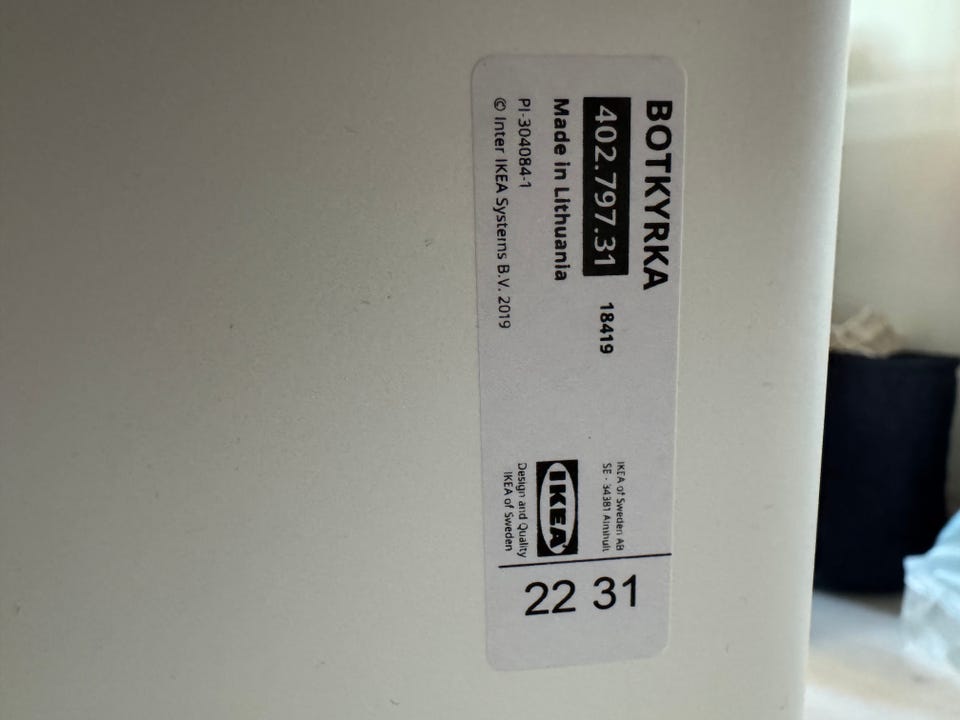 BOTKYRKA
402.797.31 18419
Made in Lithuania
PI-304084-1
© Inter IKEA Systems B.V. 2019
IKEA of Sweden AB
SE - 34381 Älmhult
IKEA
Design and Quality
IKEA of Sweden
22 31